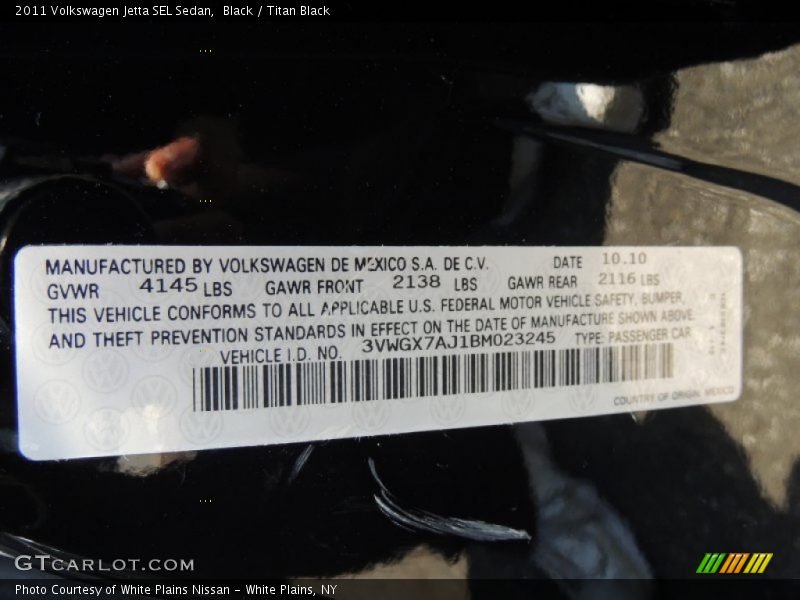 2011 Volkswagen Jetta SEL Sedan,  Black / Titan Black
MANUFACTURED BY VOLKSWAGEN DE MEXICO S.A. DE C.V. DATE 10.10
GVWR 4145 LBS GAWR FRONT 2138 LBS GAWR REAR 2116 LBS
THIS VEHICLE CONFORMS TO ALL APPLICABLE U.S. FEDERAL MOTOR VEHICLE SAFETY, BUMPER,
AND THEFT PREVENTION STANDARDS IN EFFECT ON THE DATE OF MANUFACTURE SHOWN ABOVE.
VEHICLE I.D. NO. 3VWGX7AJ1BM023245 TYPE: PASSENGER CAR
COUNTRY OF ORIGIN: MEXICO
GTCARLOT.COM
Photo Courtesy of White Plains Nissan - White Plains, NY